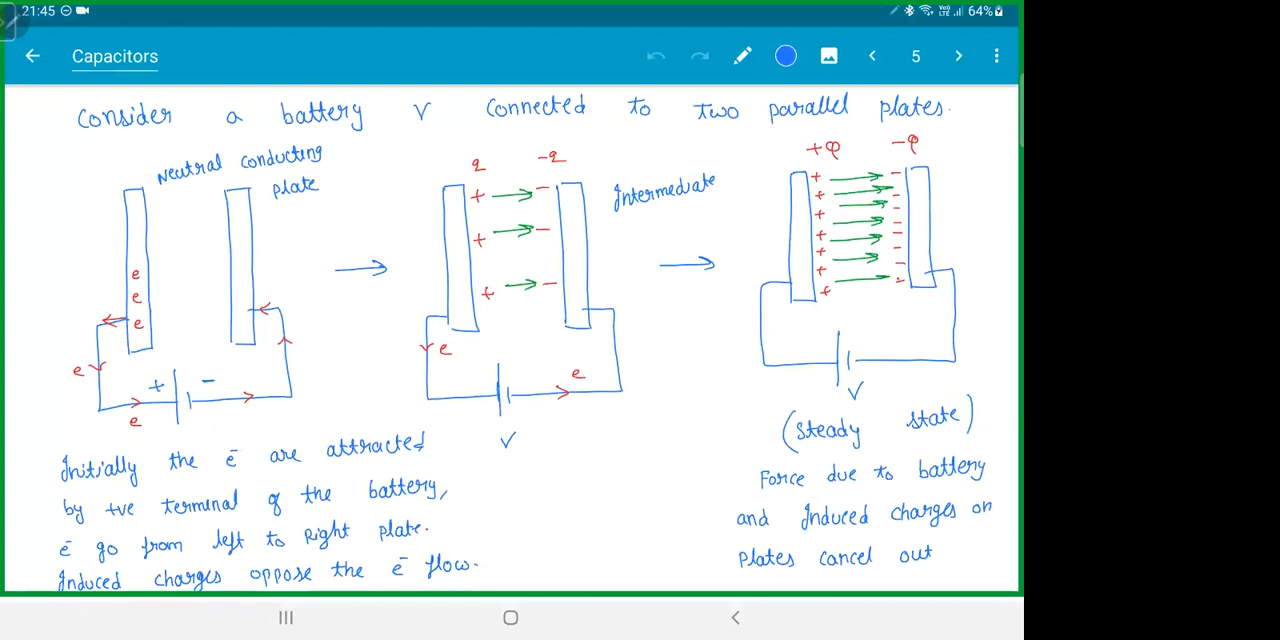 21:45
VoI) LTE
64%
Capacitors
5
Consider a battery V connected to two parallel plates.
Neutral conducting
plate
q -q
Intermediate
+φ -φ
+ + + + + + + + + + +
- - - - - - - - - - -
e
e
e
e
e
+ -
e
e
V
V
(Steady state)
Initially the e⁻ are attracted
by +ve terminal of the battery,
e⁻ go from left to Right plate.
Induced charges oppose the e⁻ flow.
Force due to battery
and Induced charges on
plates cancel out